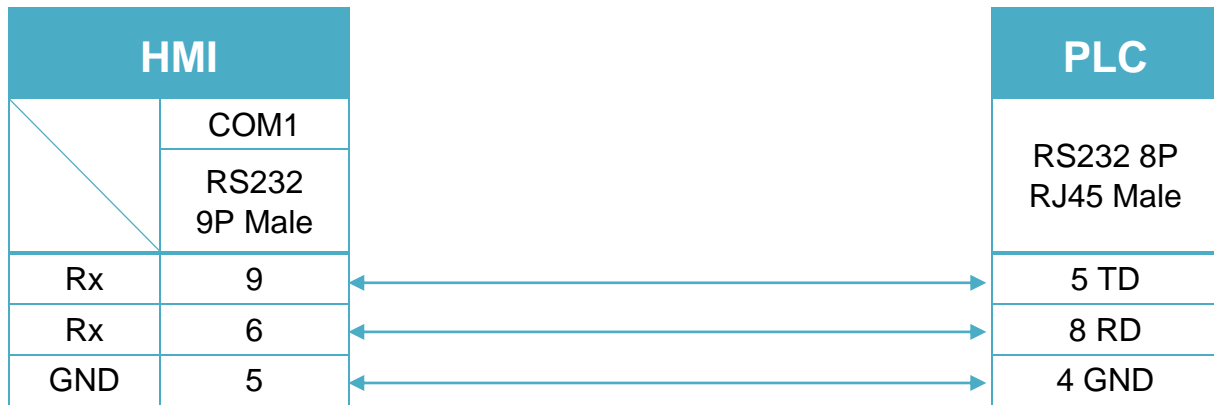 HMI
PLC
COM1
RS232
9P Male
RS232 8P
RJ45 Male
Rx 9 5 TD
Rx 6 8 RD
GND 5 4 GND